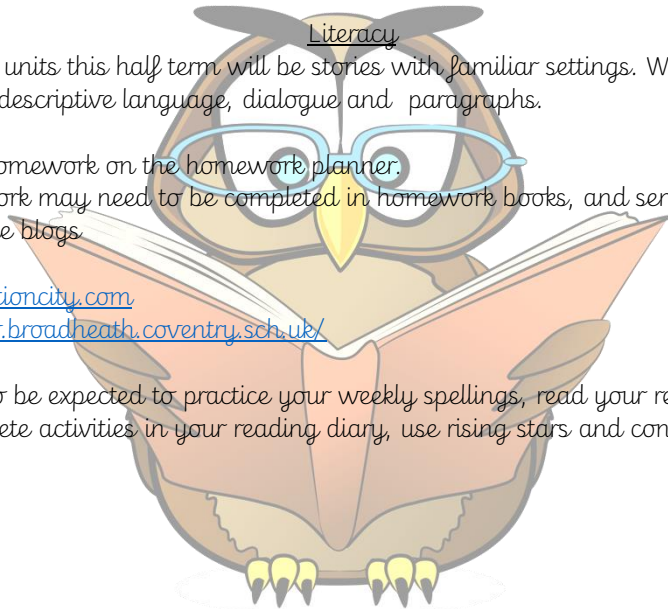 Literacy
units this half term will be stories with familiar settings. W
descriptive language, dialogue and paragraphs.
omework on the homework planner.
ork may need to be completed in homework books, and sen
e blogs
tioncity.com
.broadheath.coventry.sch.uk/
o be expected to practice your weekly spellings, read your re
ete activities in your reading diary, use rising stars and con